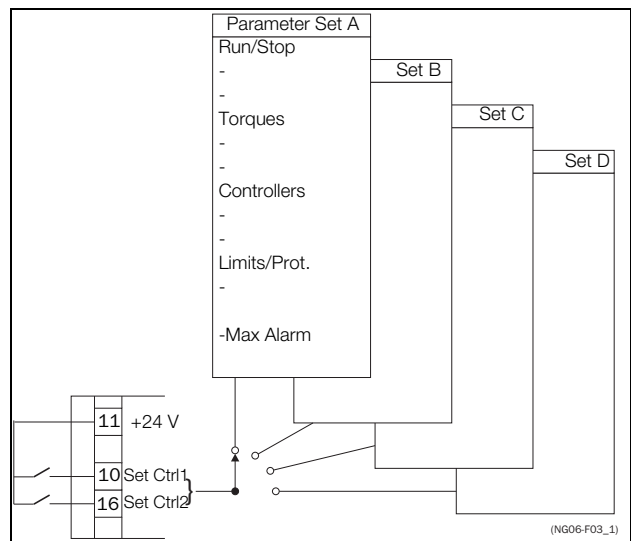 Parameter Set A
Run/Stop
-
-
Torques
-
-
Controllers
-
-
Limits/Prot.
-
-Max Alarm
Set B
Set C
Set D
11 +24 V
10 Set Ctrl1
16 Set Ctrl2
(NG06-F03_1)